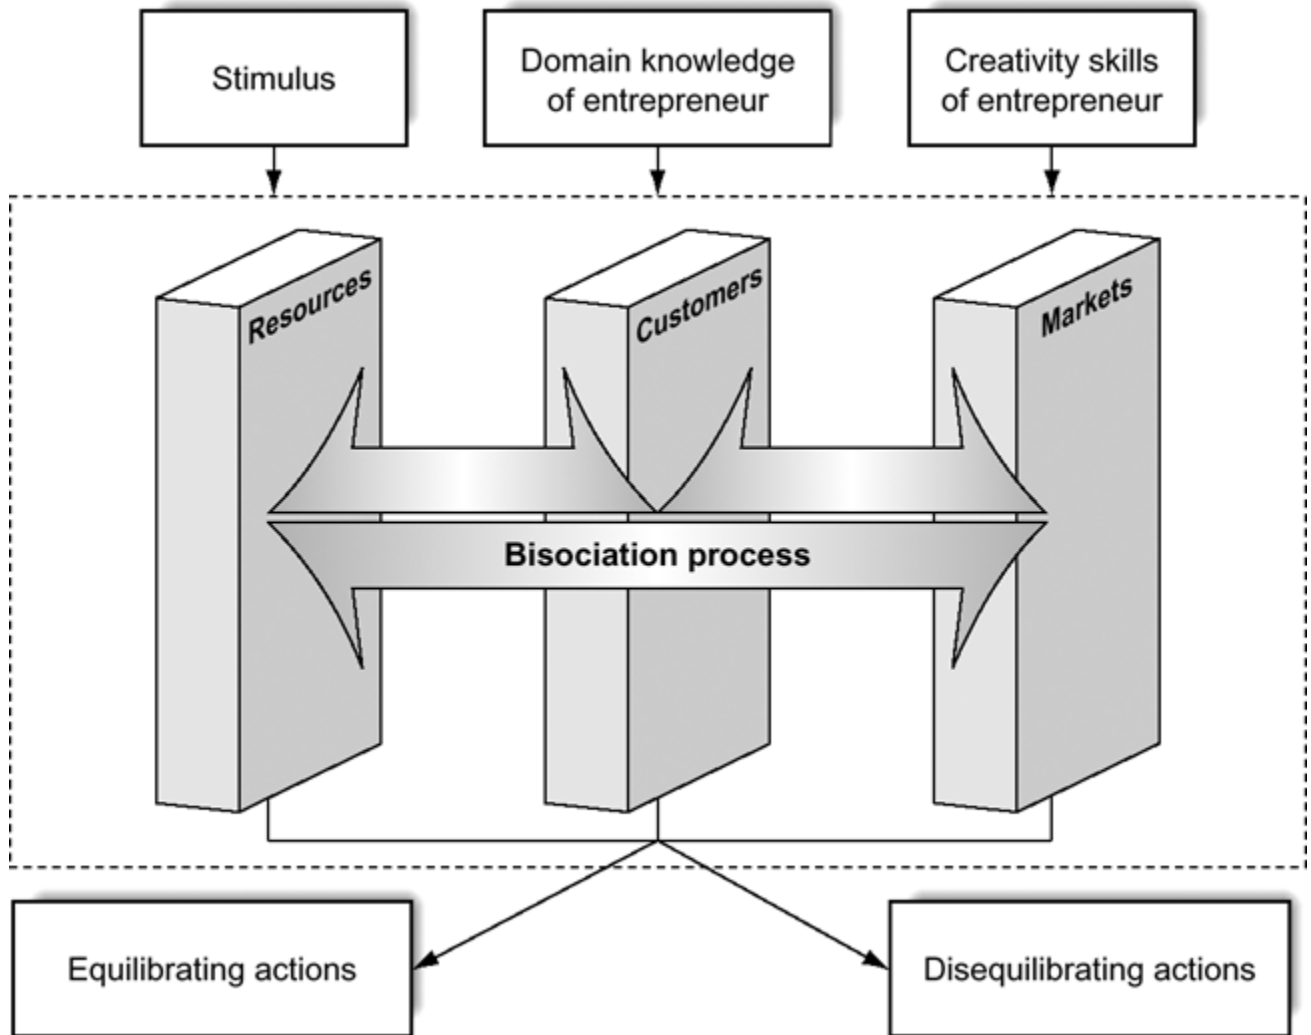 Stimulus
Domain knowledge
of entrepreneur
Creativity skills
of entrepreneur
Resources
Customers
Markets
Bisociation process
Equilibrating actions
Disequilibrating actions